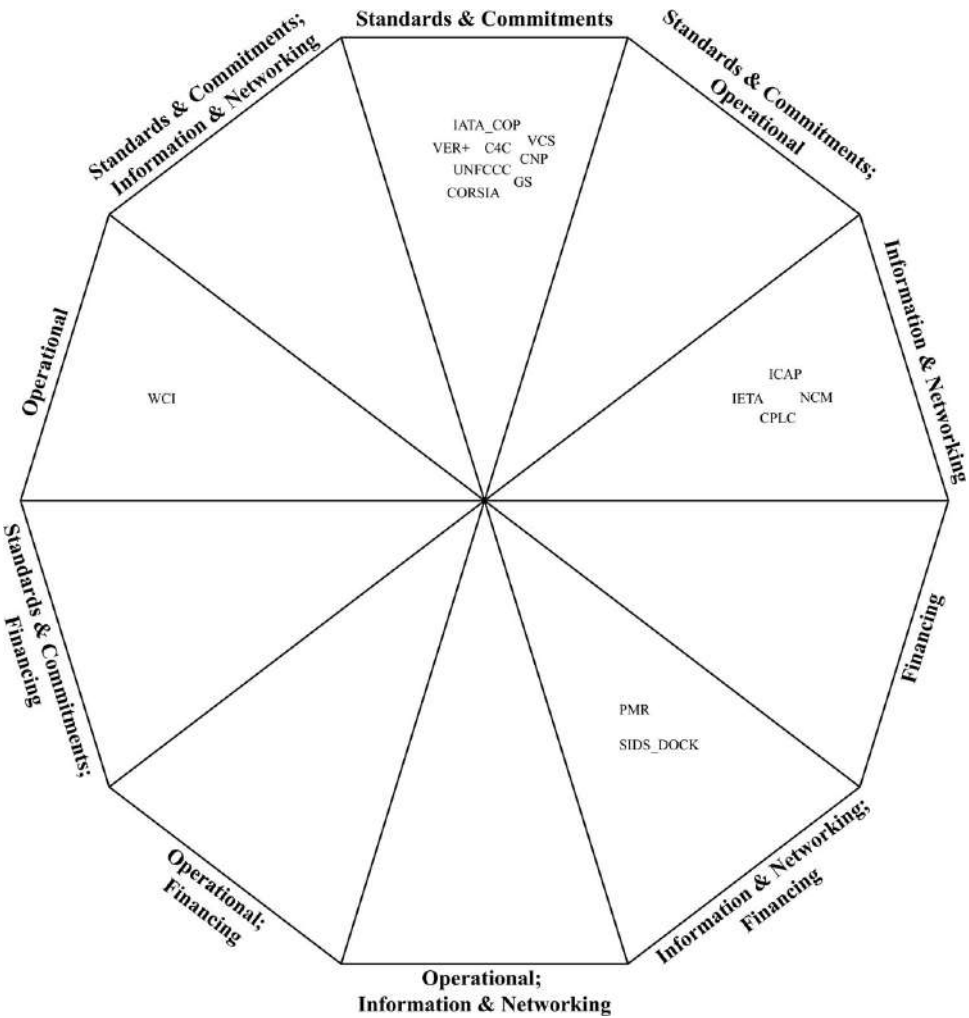 Standards & Commitments
Standards & Commitments;
Operational
Standards & Commitments;
Information & Networking
IATA_COP
VER+ C4C VCS
CNP
UNFCCC
GS
CORSIA
Information & Networking
ICAP
IETA NCM
CPLC
Operational
WCI
Standards & Commitments;
Financing
Financing
PMR
SIDS_DOCK
Information & Networking;
Financing
Operational;
Financing
Operational;
Information & Networking